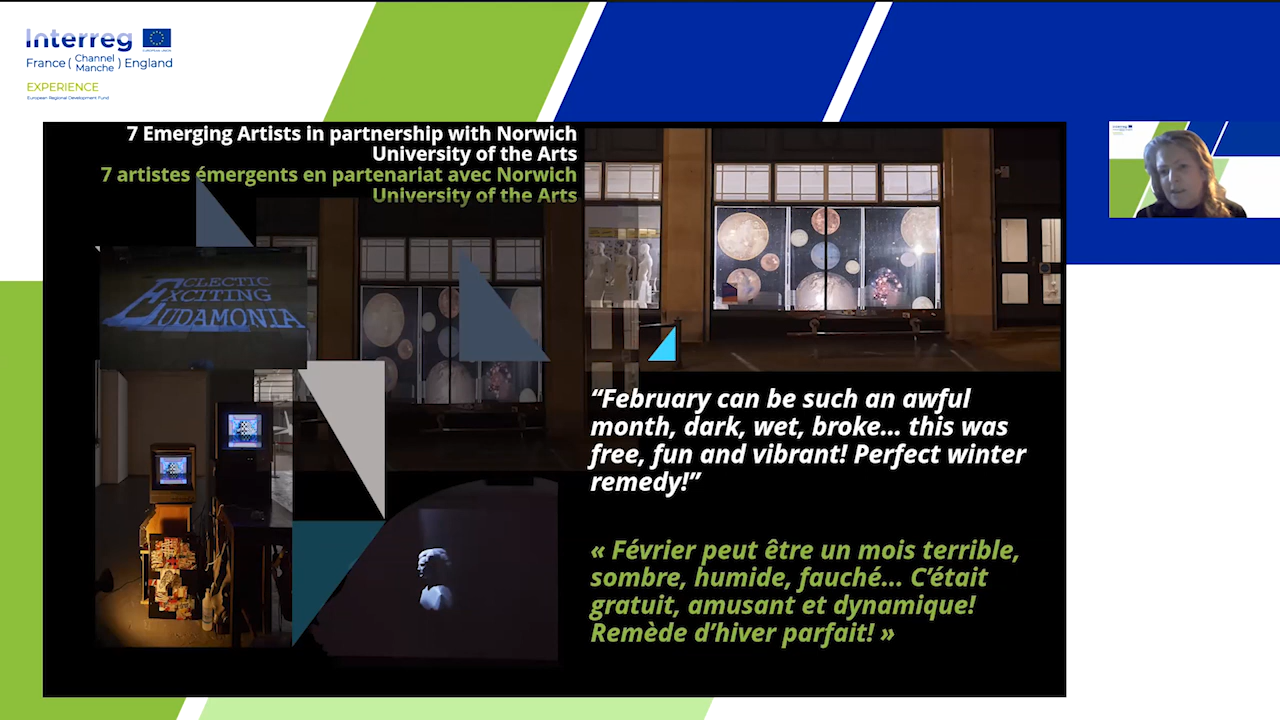 Interreg
EUROPEAN UNION
France ( Channel Manche ) England
EXPERIENCE
European Regional Development Fund
7 Emerging Artists in partnership with Norwich
University of the Arts
7 artistes émergents en partenariat avec Norwich
University of the Arts
ECLECTIC
EXCITING
EUDAMONIA
“February can be such an awful
month, dark, wet, broke... this was
free, fun and vibrant! Perfect winter
remedy!”
« Février peut être un mois terrible,
sombre, humide, fauché... C’était
gratuit, amusant et dynamique!
Remède d’hiver parfait! »